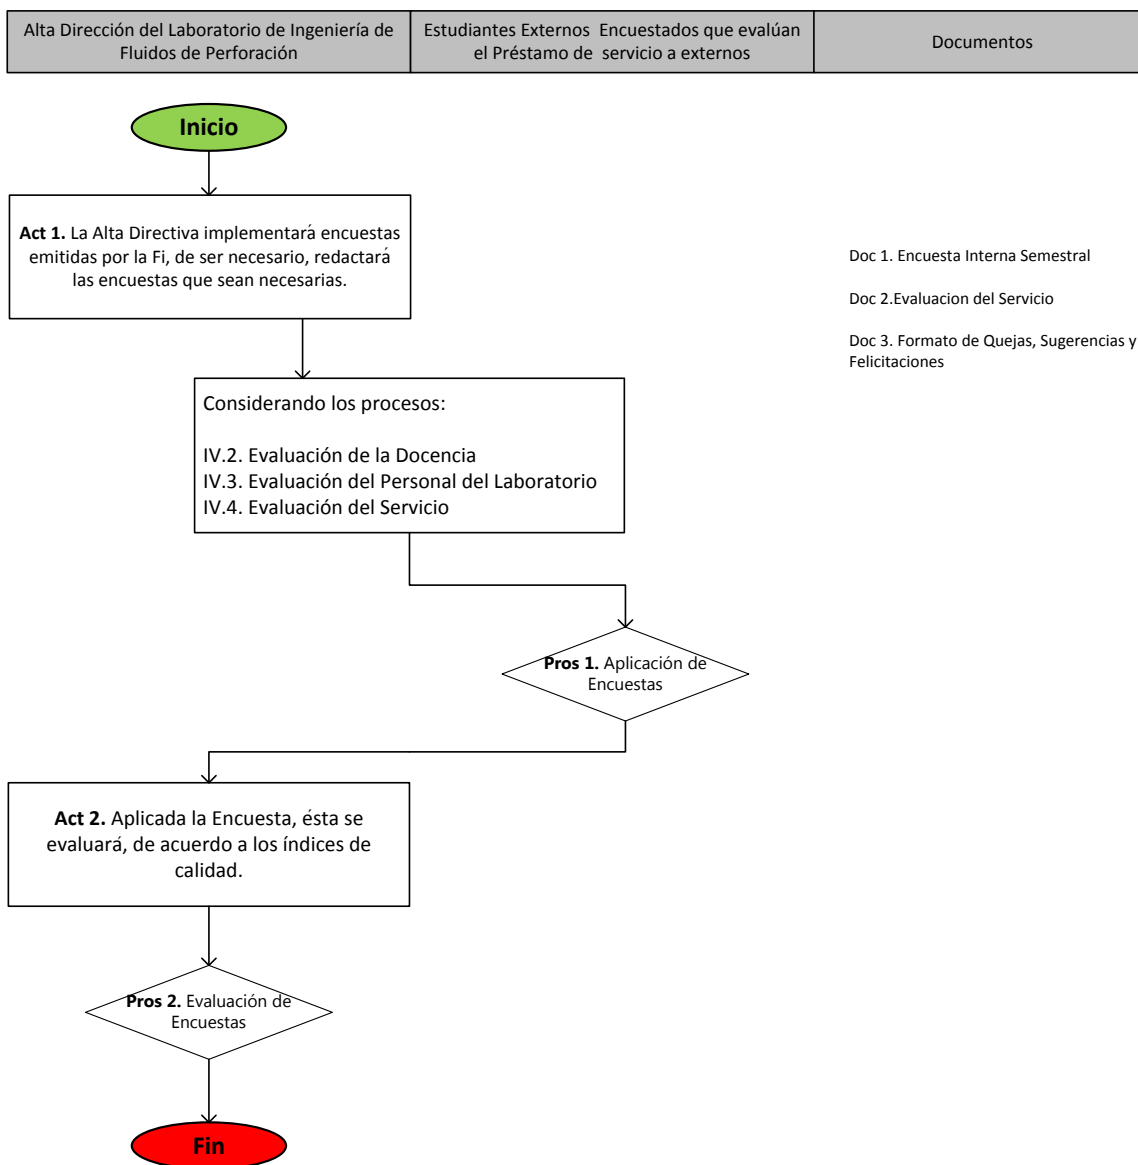 Alta Dirección del Laboratorio de Ingeniería de
Fluidos de Perforación
Estudiantes Externos Encuestados que evalúan
el Préstamo de servicio a externos
Documentos
Inicio
Act 1. La Alta Directiva implementará encuestas
emitidas por la Fi, de ser necesario, redactará
las encuestas que sean necesarias.
Doc 1. Encuesta Interna Semestral
Doc 2.Evaluacion del Servicio
Doc 3. Formato de Quejas, Sugerencias y
Felicitaciones
Considerando los procesos:
IV.2. Evaluación de la Docencia
IV.3. Evaluación del Personal del Laboratorio
IV.4. Evaluación del Servicio
Pros 1. Aplicación de
Encuestas
Act 2. Aplicada la Encuesta, ésta se
evaluará, de acuerdo a los índices de
calidad.
Pros 2. Evaluación de
Encuestas
Fin